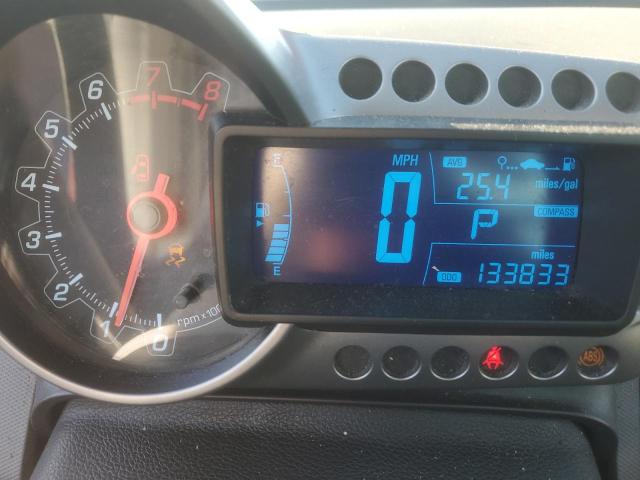 7 8
6
5
4
3
2
1
0
rpm x100
F
E
MPH
0
AVG
25.4 miles/gal
COMPASS
P
miles
ODO 133833
ABS